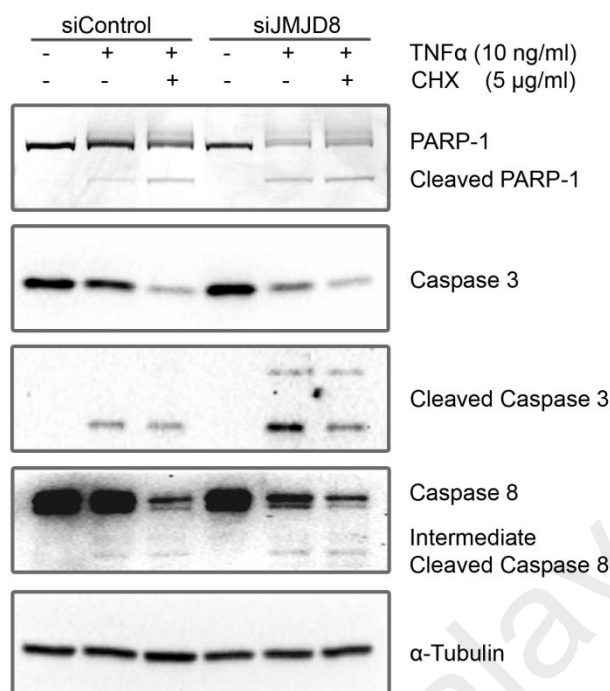 siControl siJMJD8
- + + - + + TNFα (10 ng/ml)
- - + - - + CHX (5 µg/ml)
PARP-1
Cleaved PARP-1
Caspase 3
Cleaved Caspase 3
Caspase 8
Intermediate
Cleaved Caspase 8
α-Tubulin